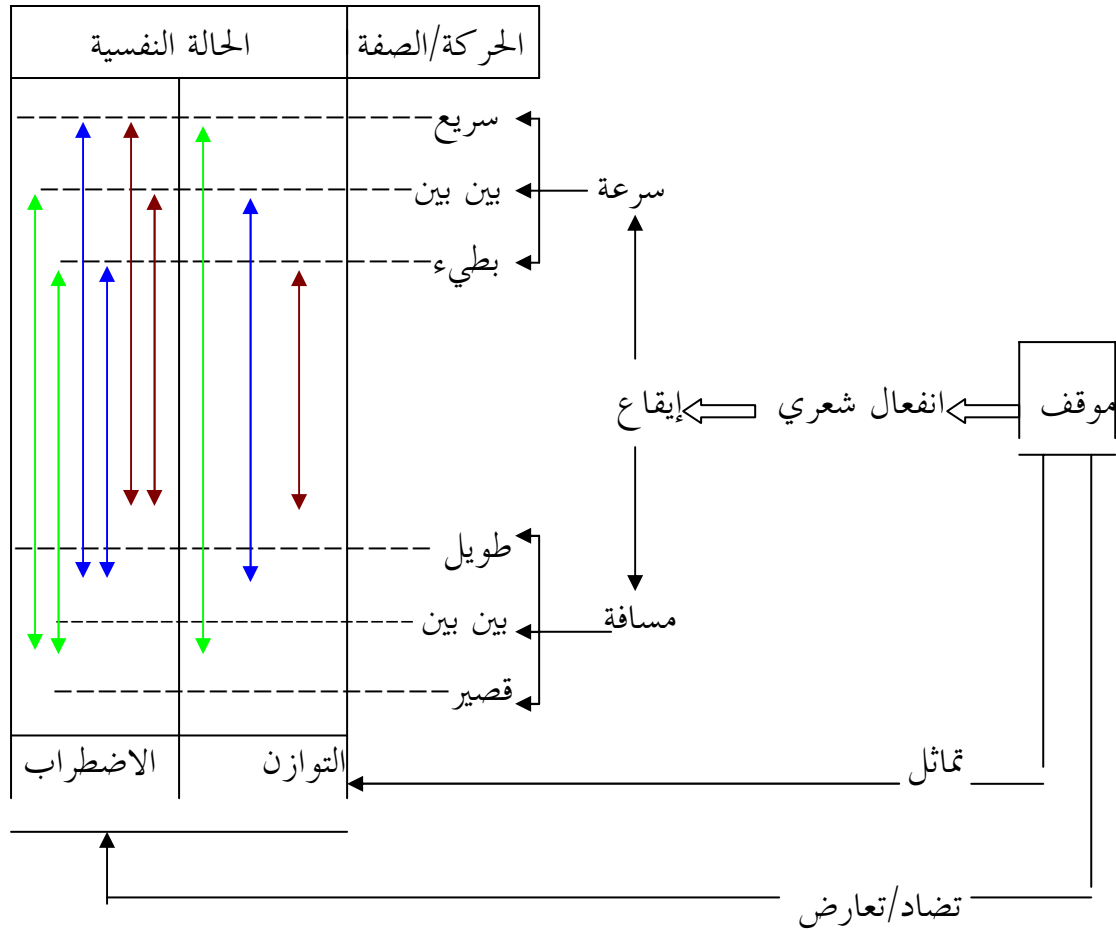 الحركة/الصفة الحالة النفسية
سريع
سرعة بين بين
بطيء
موقف انفعال شعري إيقاع
طويل
مسافة بين بين
قصير
تماثل التوازن الاضطراب
تضاد/تعارض